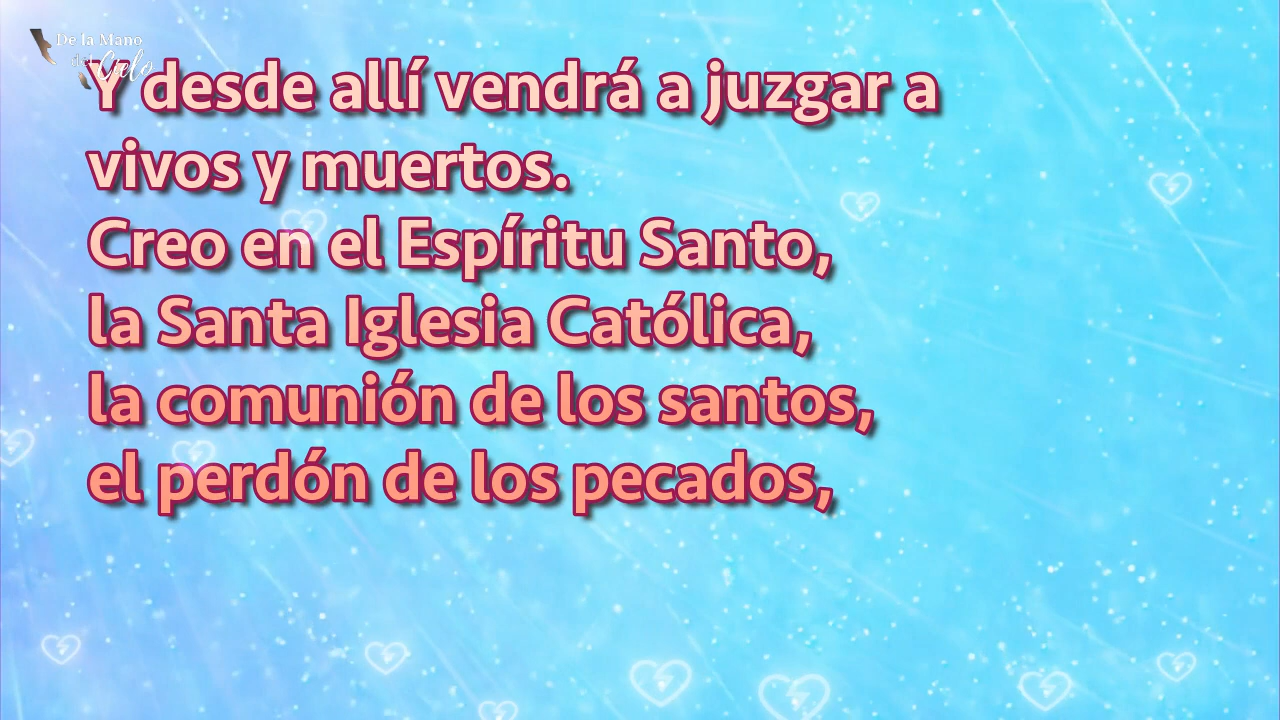 De la Mano
del Cielo
Y desde allí vendrá a juzgar a
vivos y muertos.
Creo en el Espíritu Santo,
la Santa Iglesia Católica,
la comunión de los santos,
el perdón de los pecados,